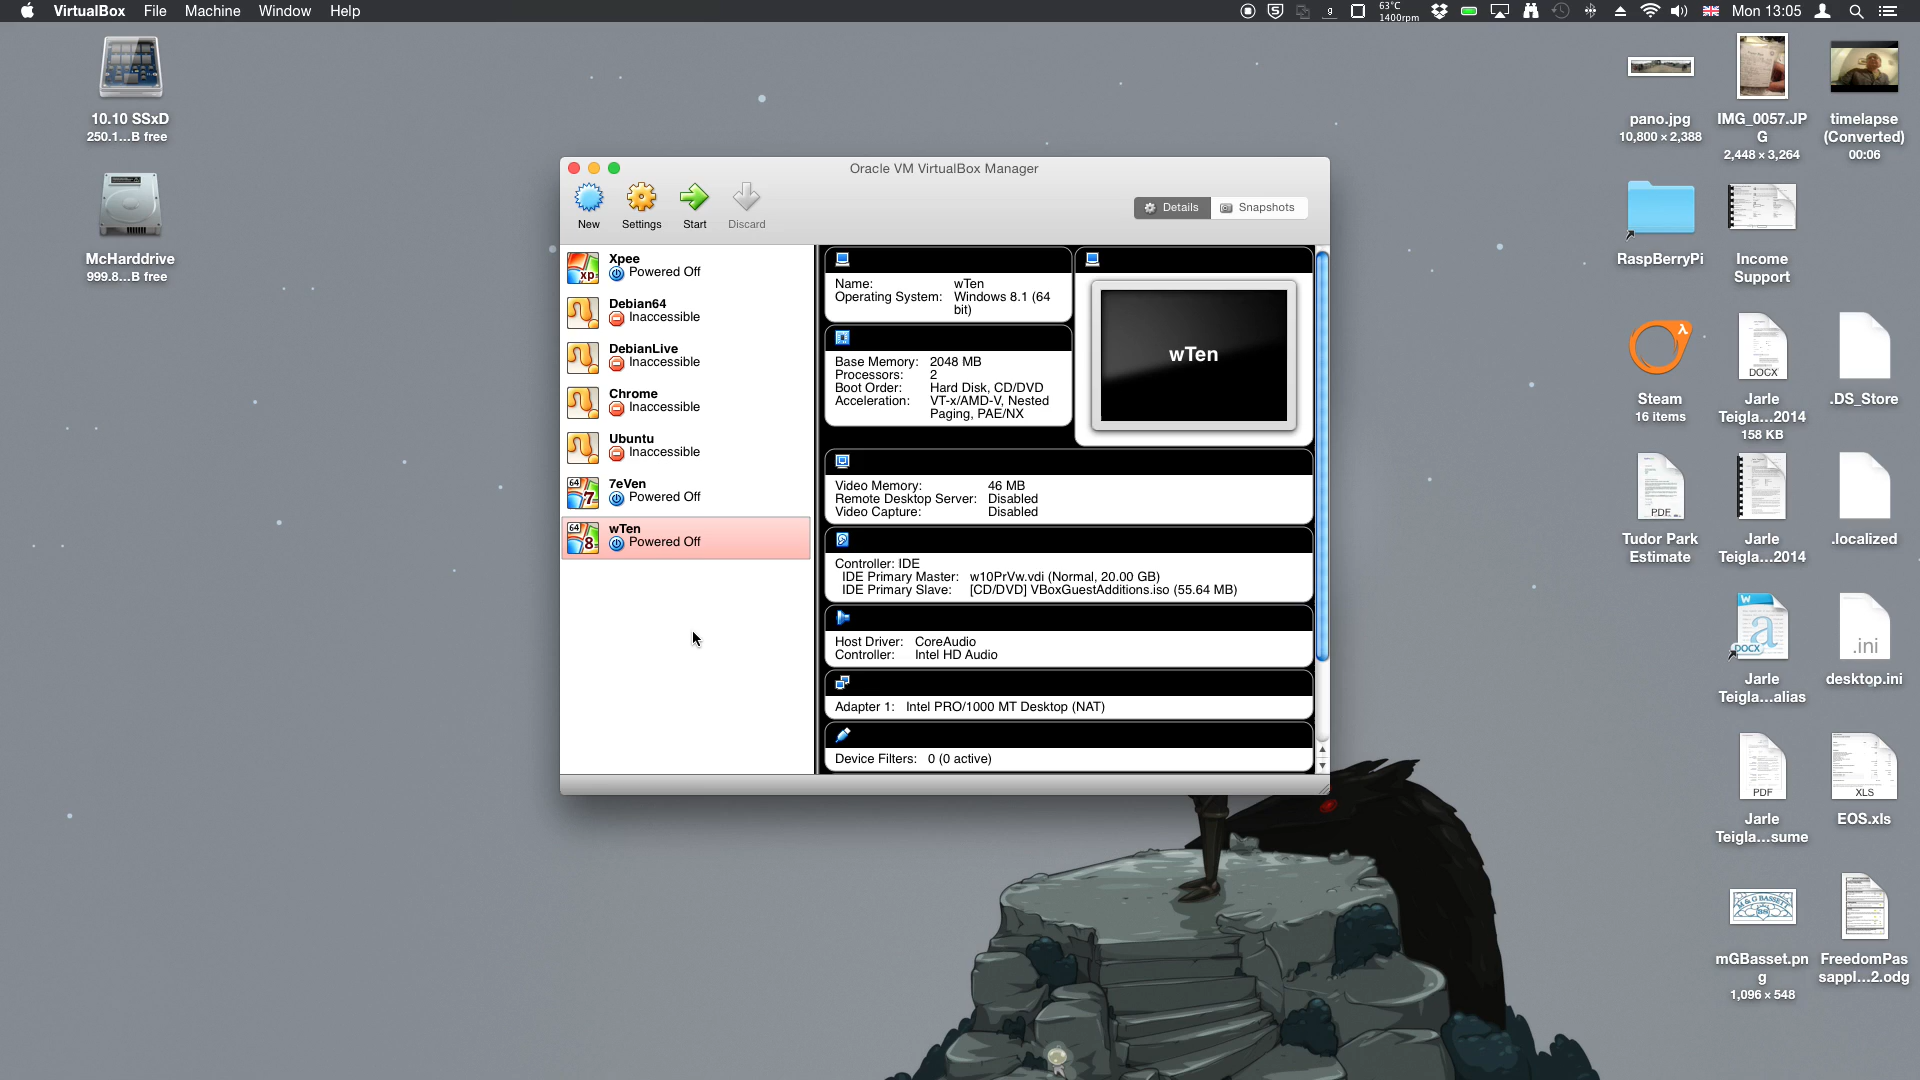 VirtualBox File Machine Window Help
63°C
1400rpm
Mon 13:05
10.10 SSxD
250.1...B free
McHarddrive
999.8...B free
Oracle VM VirtualBox Manager
New Settings Start Discard
Details Snapshots
Xpee
Powered Off
Debian64
Inaccessible
DebianLive
Inaccessible
Chrome
Inaccessible
Ubuntu
Inaccessible
64
7
7eVen
Powered Off
64
8
wTen
Powered Off
Name: wTen
Operating System: Windows 8.1 (64
bit)
Base Memory: 2048 MB
Processors: 2
Boot Order: Hard Disk, CD/DVD
Acceleration: VT-x/AMD-V, Nested
Paging, PAE/NX
wTen
Video Memory: 46 MB
Remote Desktop Server: Disabled
Video Capture: Disabled
Controller: IDE
IDE Primary Master: w10PrVw.vdi (Normal, 20.00 GB)
IDE Primary Slave: [CD/DVD] VBoxGuestAdditions.iso (55.64 MB)
Host Driver: CoreAudio
Controller: Intel HD Audio
Adapter 1: Intel PRO/1000 MT Desktop (NAT)
Device Filters: 0 (0 active)
pano.jpg
10,800 × 2,388
IMG_0057.JP
G
2,448 × 3,264
timelapse
(Converted)
00:06
RaspBerryPi
Income
Support
Steam
16 items
DOCX
Jarle
Teigla...2014
158 KB
.DS_Store
PDF
Tudor Park
Estimate
Jarle
Teigla...2014
.localized
W
a
DOCX
Jarle
Teigla...alias
.ini
desktop.ini
PDF
Jarle
Teigla...sume
XLS
EOS.xls
M & G BASSETT
mGBasset.pn
g
1,096 × 548
FreedomPas
sappl...2.odg